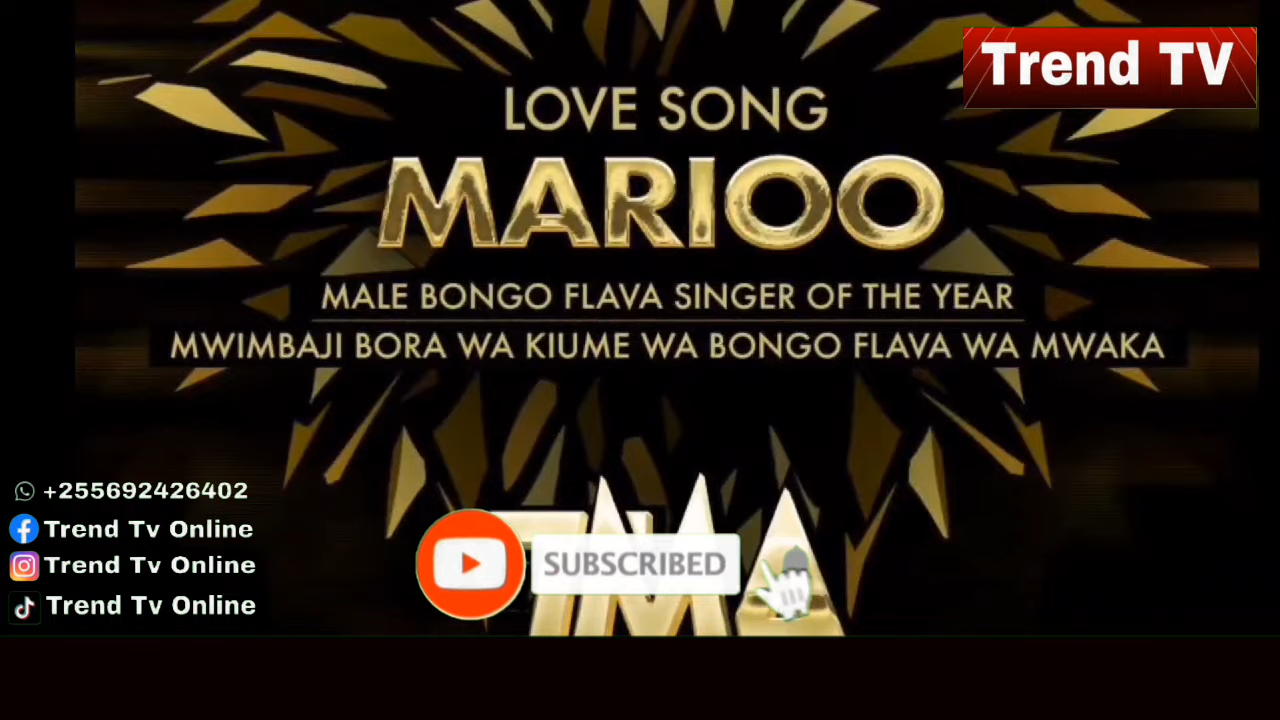 Trend TV
LOVE SONG
MARIOO
MALE BONGO FLAVA SINGER OF THE YEAR
MWIMBAJI BORA WA KIUME WA BONGO FLAVA WA MWAKA
+255692426402
Trend Tv Online
Trend Tv Online
Trend Tv Online
TMA
SUBSCRIBED